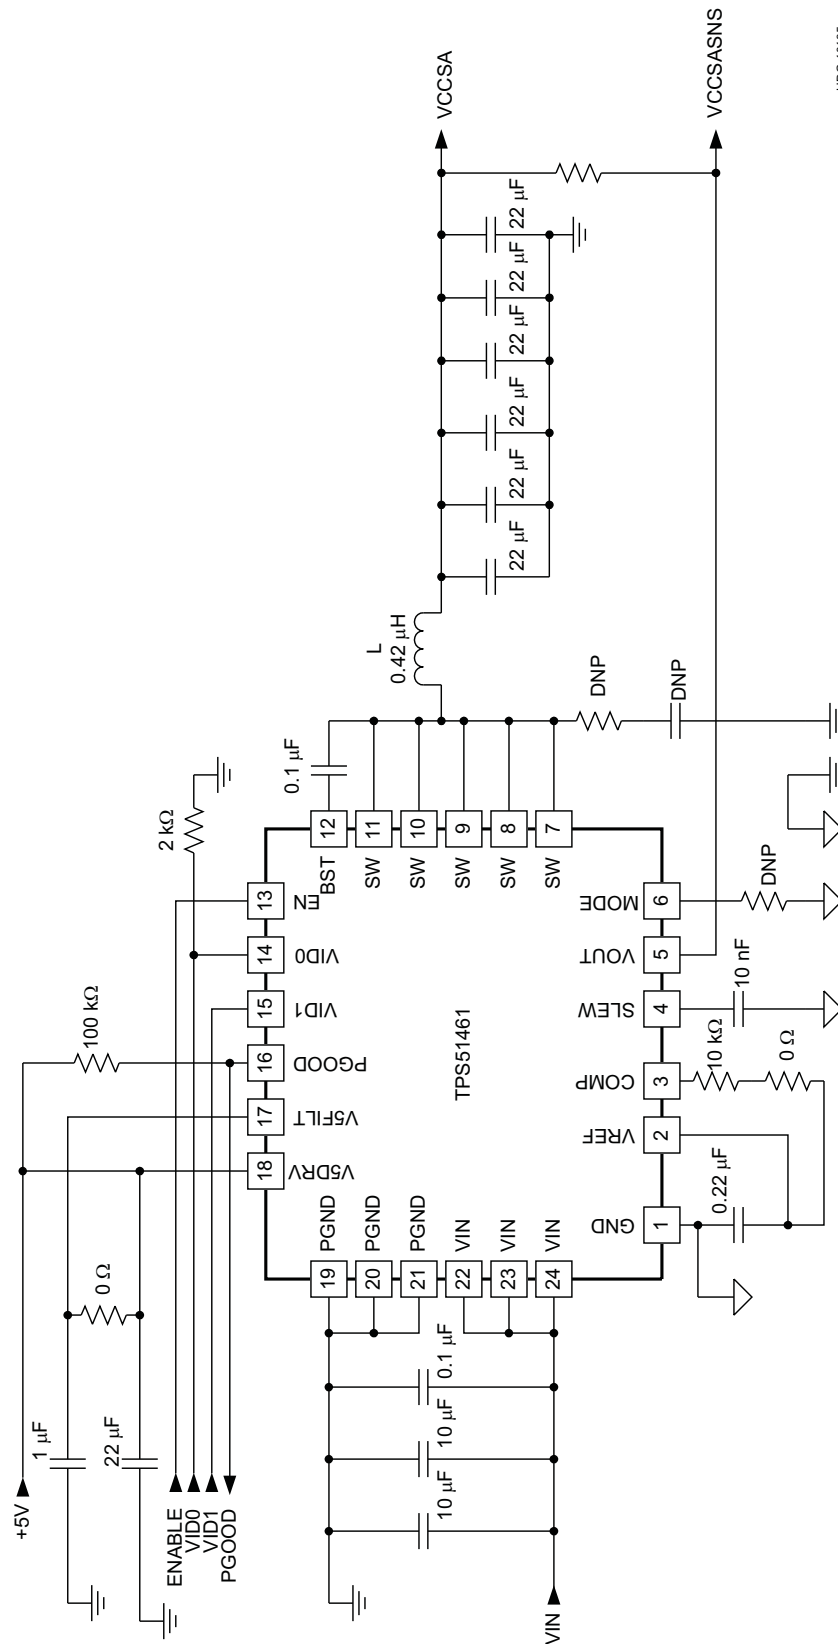 +5V
1 µF
0 Ω
100 kΩ
22 µF
ENABLE
VID0
VID1
PGOOD
2 kΩ
18
17
16
15
14
13
V5DRV
V5FILT
PGOOD
VID1
VID0
EN
19
PGND
BST
12
0.1 µF
20
PGND
SW
11
L
0.42 µH
21
PGND
SW
10
VCCSA
10 µF
10 µF
0.1 µF
22
VIN
TPS51461
SW
9
22 µF
22 µF
22 µF
22 µF
22 µF
22 µF
23
VIN
SW
8
VIN
24
VIN
SW
7
GND
VREF
COMP
SLEW
VOUT
MODE
1
2
3
4
5
6
DNP
DNP
0.22 µF
10 kΩ
0 Ω
10 nF
DNP
VCCSASNS